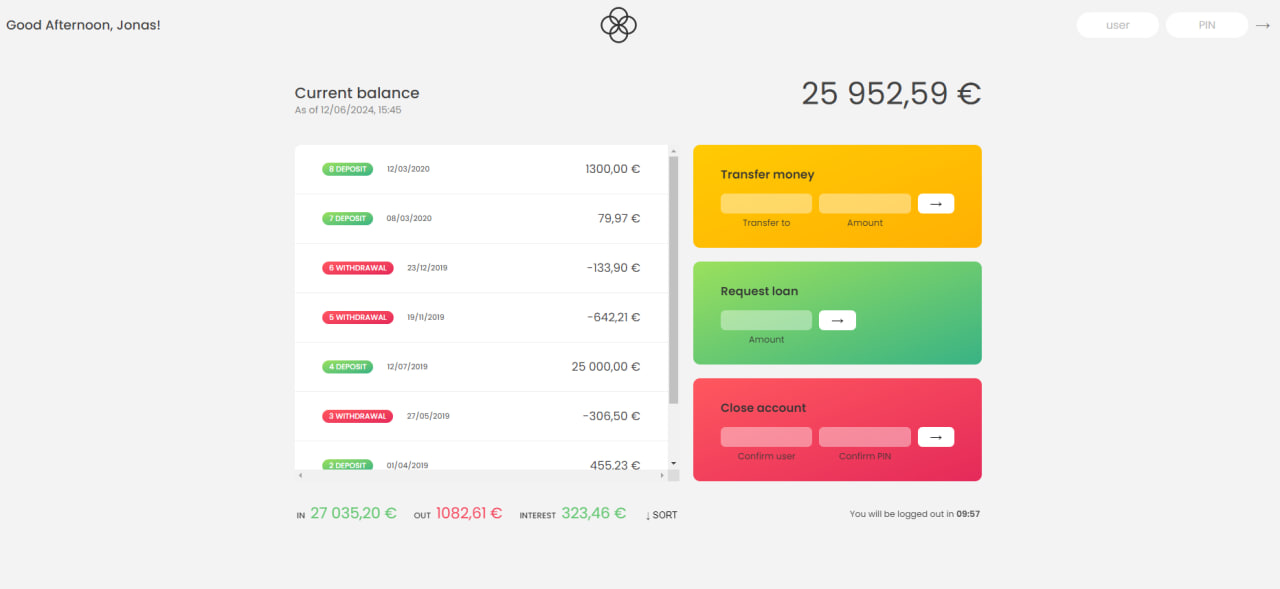 Good Afternoon, Jonas!
user PIN →
Current balance
As of 12/06/2024, 15:45
25 952,59 €
8 DEPOSIT 12/03/2020 1300,00 €
7 DEPOSIT 08/03/2020 79,97 €
6 WITHDRAWAL 23/12/2019 -133,90 €
5 WITHDRAWAL 19/11/2019 -642,21 €
4 DEPOSIT 12/07/2019 25 000,00 €
3 WITHDRAWAL 27/05/2019 -306,50 €
2 DEPOSIT 01/04/2019 455,23 €
Transfer money
→
Transfer to Amount
Request loan
→
Amount
Close account
→
Confirm user Confirm PIN
IN 27 035,20 € OUT 1082,61 € INTEREST 323,46 € ↓ SORT
You will be logged out in 09:57